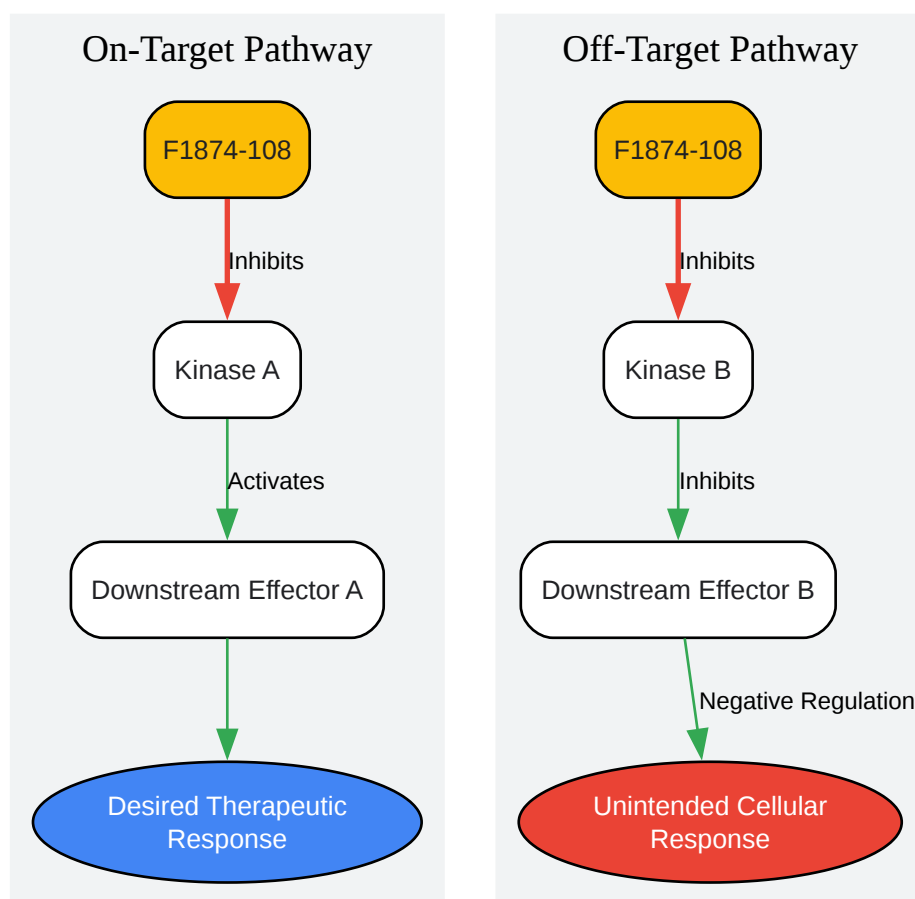 On-Target Pathway
F1874-108
Inhibits
Kinase A
Activates
Downstream Effector A
Desired Therapeutic
Response
Off-Target Pathway
F1874-108
Inhibits
Kinase B
Inhibits
Downstream Effector B
Negative Regulation
Unintended Cellular
Response